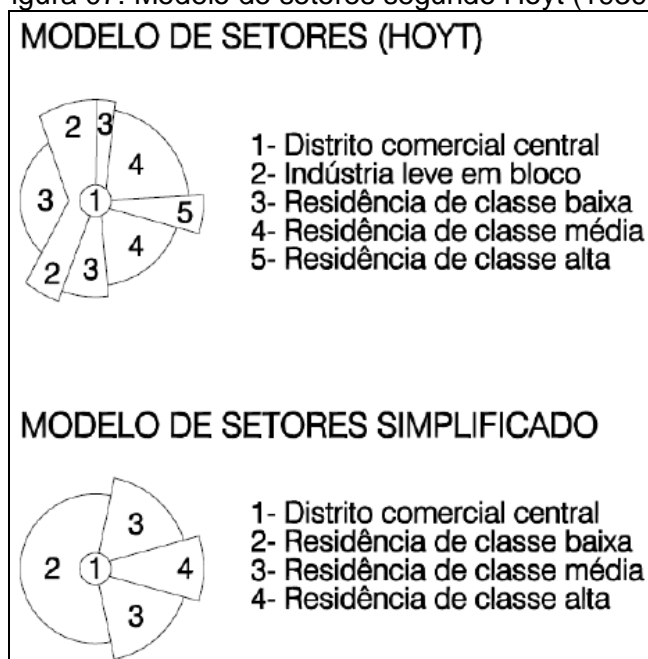 igura 07: Modelo de setores segundo Hoyt (1939
MODELO DE SETORES (HOYT)
2 3
4
3 1 5
4
2 3
1- Distrito comercial central
2- Indústria leve em bloco
3- Residência de classe baixa
4- Residência de classe média
5- Residência de classe alta
MODELO DE SETORES SIMPLIFICADO
3
2 1 4
3
1- Distrito comercial central
2- Residência de classe baixa
3- Residência de classe média
4- Residência de classe alta